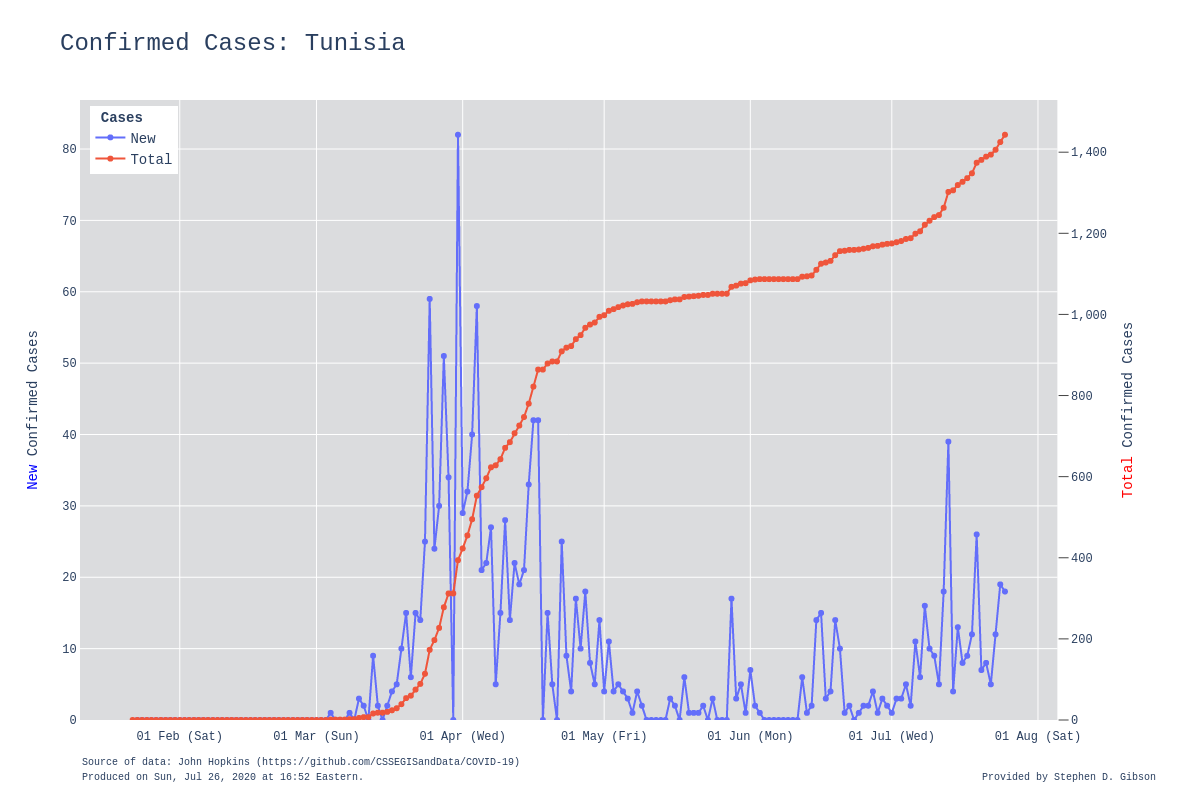 Confirmed Cases: Tunisia
Cases
New
Total
80
70
60
50
40
30
20
10
0
1,400
1,200
1,000
800
600
400
200
0
New Confirmed Cases
Total Confirmed Cases
01 Feb (Sat)
01 Mar (Sun)
01 Apr (Wed)
01 May (Fri)
01 Jun (Mon)
01 Jul (Wed)
01 Aug (Sat)
Source of data: John Hopkins (https://github.com/CSSEGISandData/COVID-19)
Produced on Sun, Jul 26, 2020 at 16:52 Eastern.
Provided by Stephen D. Gibson